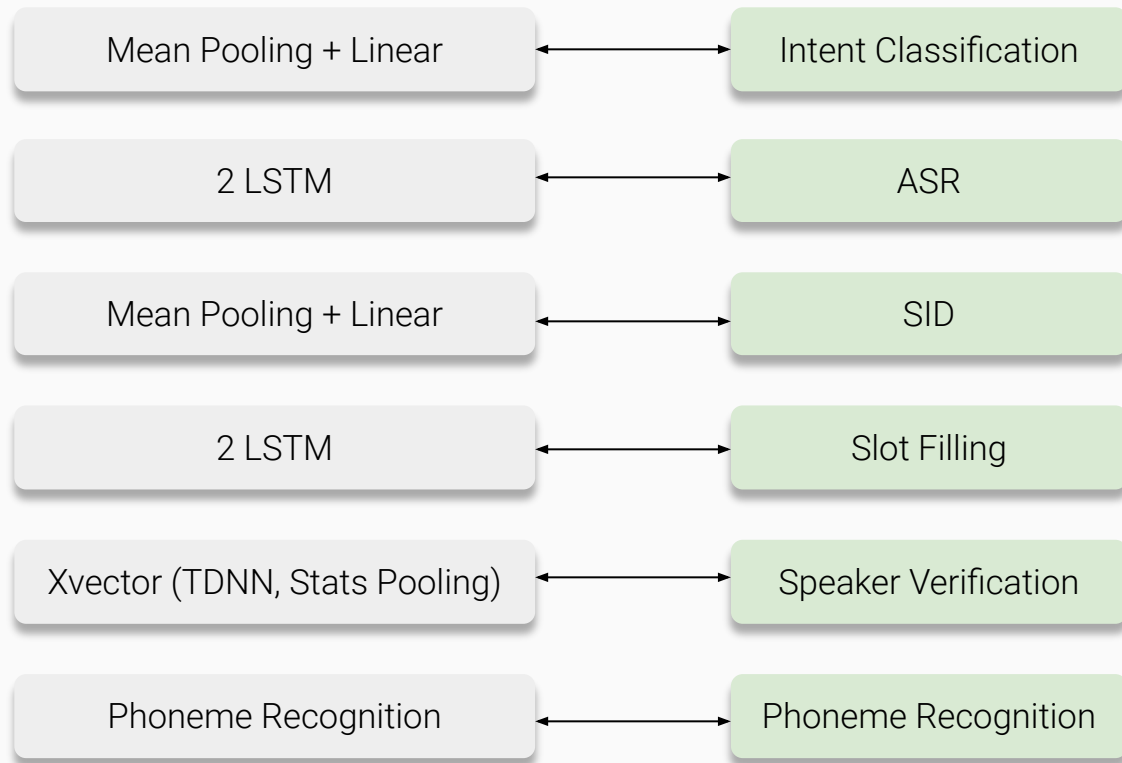 Mean Pooling + Linear
Intent Classification
2 LSTM
ASR
Mean Pooling + Linear
SID
2 LSTM
Slot Filling
Xvector (TDNN, Stats Pooling)
Speaker Verification
Phoneme Recognition
Phoneme Recognition